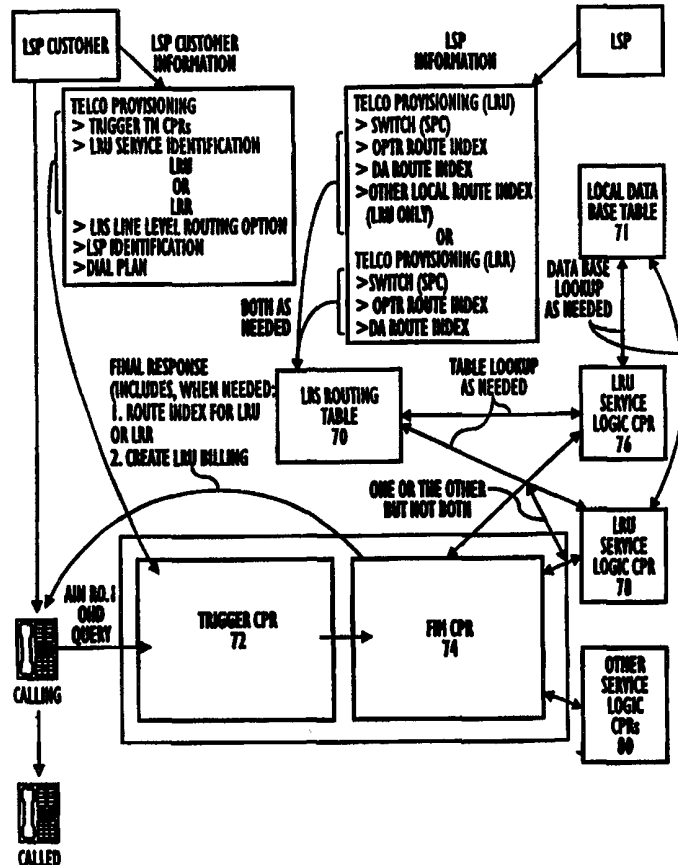 LSP CUSTOMER
LSP CUSTOMER
INFORMATION
LSP
INFORMATION
LSP
TELCO PROVISIONING
> TRIGGER TN CPRs
> LRU SERVICE IDENTIFICATION
LRU
OR
LRR
>LRS LINE LEVEL ROUTING OPTION
>LSP IDENTIFICATION
>DIAL PLAN
TELCO PROVISIONING (LRU)
> SWITCH (SPC)
> OPTR ROUTE INDEX
> DA ROUTE INDEX
>OTHER LOCAL ROUTE INDEX
(LRU ONLY)
OR
TELCO PROVISIONING (LRR)
>SWITCH (SPC)
>OPTR ROUTE INDEX
>DA ROUTE INDEX
LOCAL DATA
BASE TABLE
71
DATA BASE
LOOKUP
AS NEEDED
BOTH AS
NEEDED
FINAL RESPONSE
(INCLUDES, WHEN NEEDED:
1. ROUTE INDEX FOR LRU
OR LRR
2. CREATE LRU BILLING
LRS ROUTING
TABLE
70
TABLE LOOKUP
AS NEEDED
LRU
SERVICE
LOGIC CPR
76
ONE OR THE OTHER
BUT NOT BOTH
LRU
SERVICE
LOGIC CPR
78
AIN RO.1
OHD
QUERY
TRIGGER CPR
72
FIM CPR
74
OTHER
SERVICE
LOGIC
CPRs
80
CALLING
CALLED